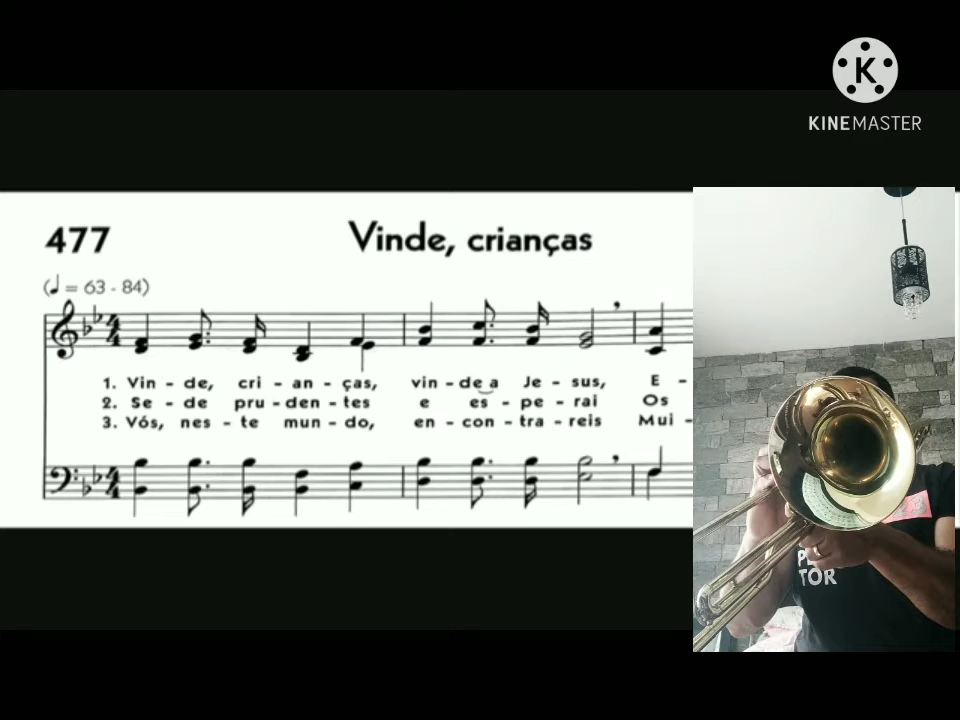 KINEMASTER
477
Vinde, crianças
(♩ = 63 - 84)
1. Vin - de, cri - an - ças, vin - de a Je - sus, E -
2. Se - de pru - den - tes e es - pe - rai Os
3. Vós, nes - te mun - do, en - con - tra - reis Mui -
TOR